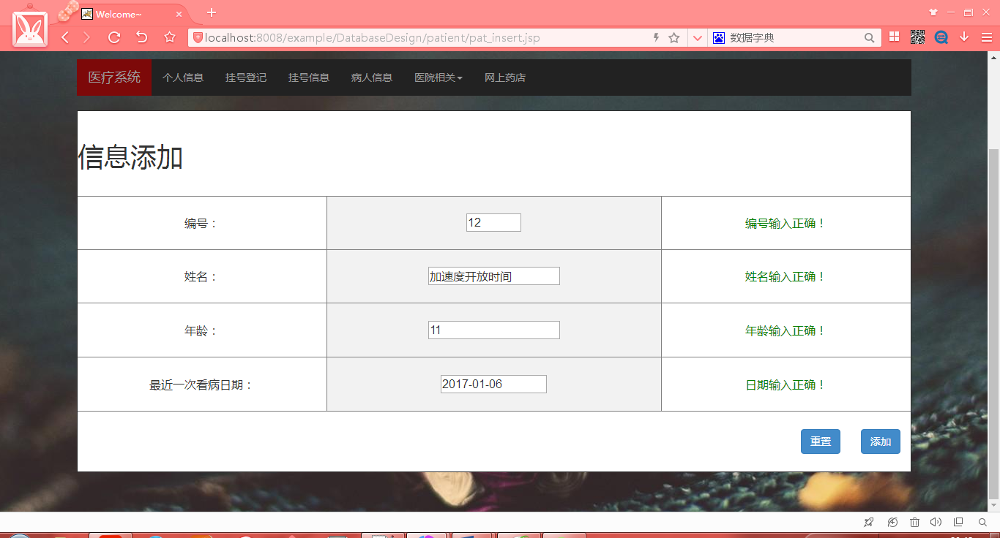 Welcome~
localhost:8008/example/DatabaseDesign/patient/pat_insert.jsp
数据字典
医疗系统 个人信息 挂号登记 挂号信息 病人信息 医院相关 网上药店
信息添加
编号： 12 编号输入正确！
姓名： 加速度开放时间 姓名输入正确！
年龄： 11 年龄输入正确！
最近一次看病日期： 2017-01-06 日期输入正确！
重置 添加